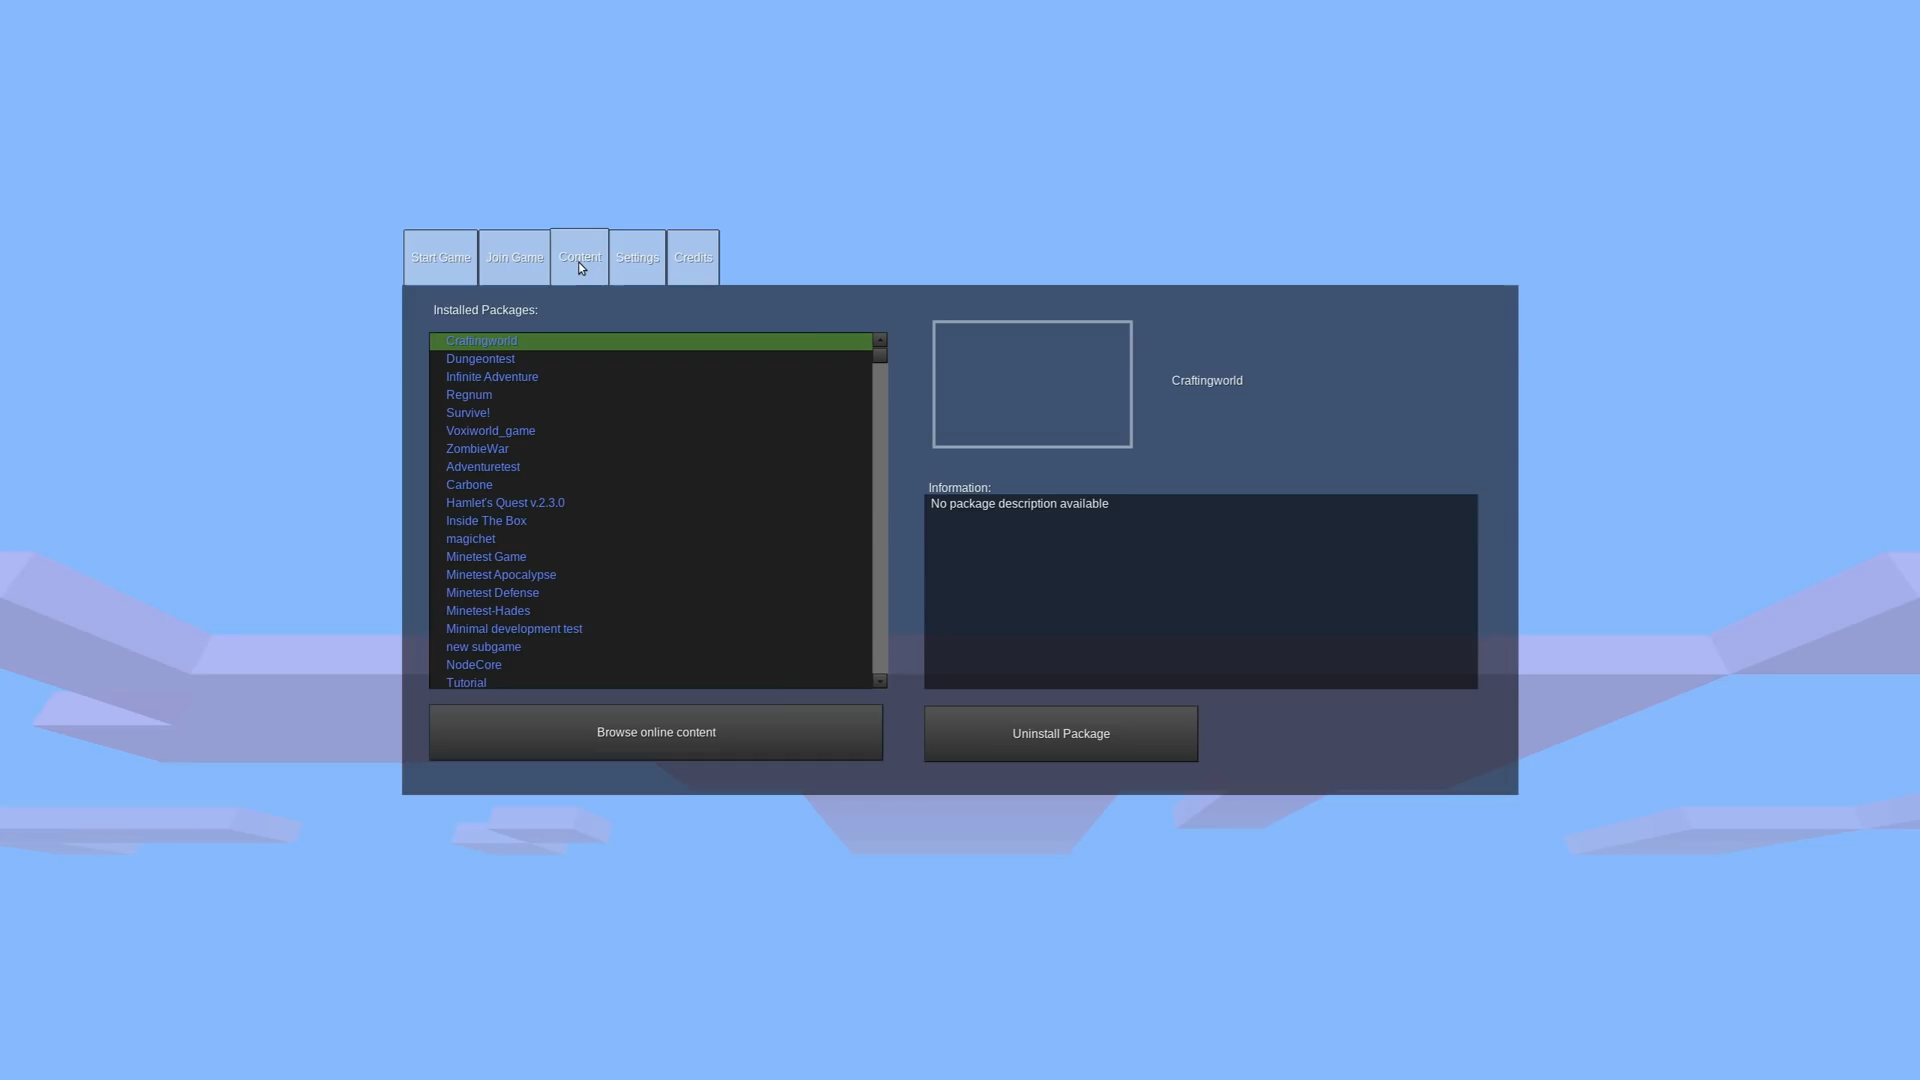 Start Game
Join Game
Content
Settings
Credits
Installed Packages:
Craftingworld
Dungeontest
Infinite Adventure
Regnum
Survive!
Voxiworld_game
ZombieWar
Adventuretest
Carbone
Hamlet's Quest v.2.3.0
Inside The Box
magichet
Minetest Game
Minetest Apocalypse
Minetest Defense
Minetest-Hades
Minimal development test
new subgame
NodeCore
Tutorial
Browse online content
Craftingworld
Information:
No package description available
Uninstall Package